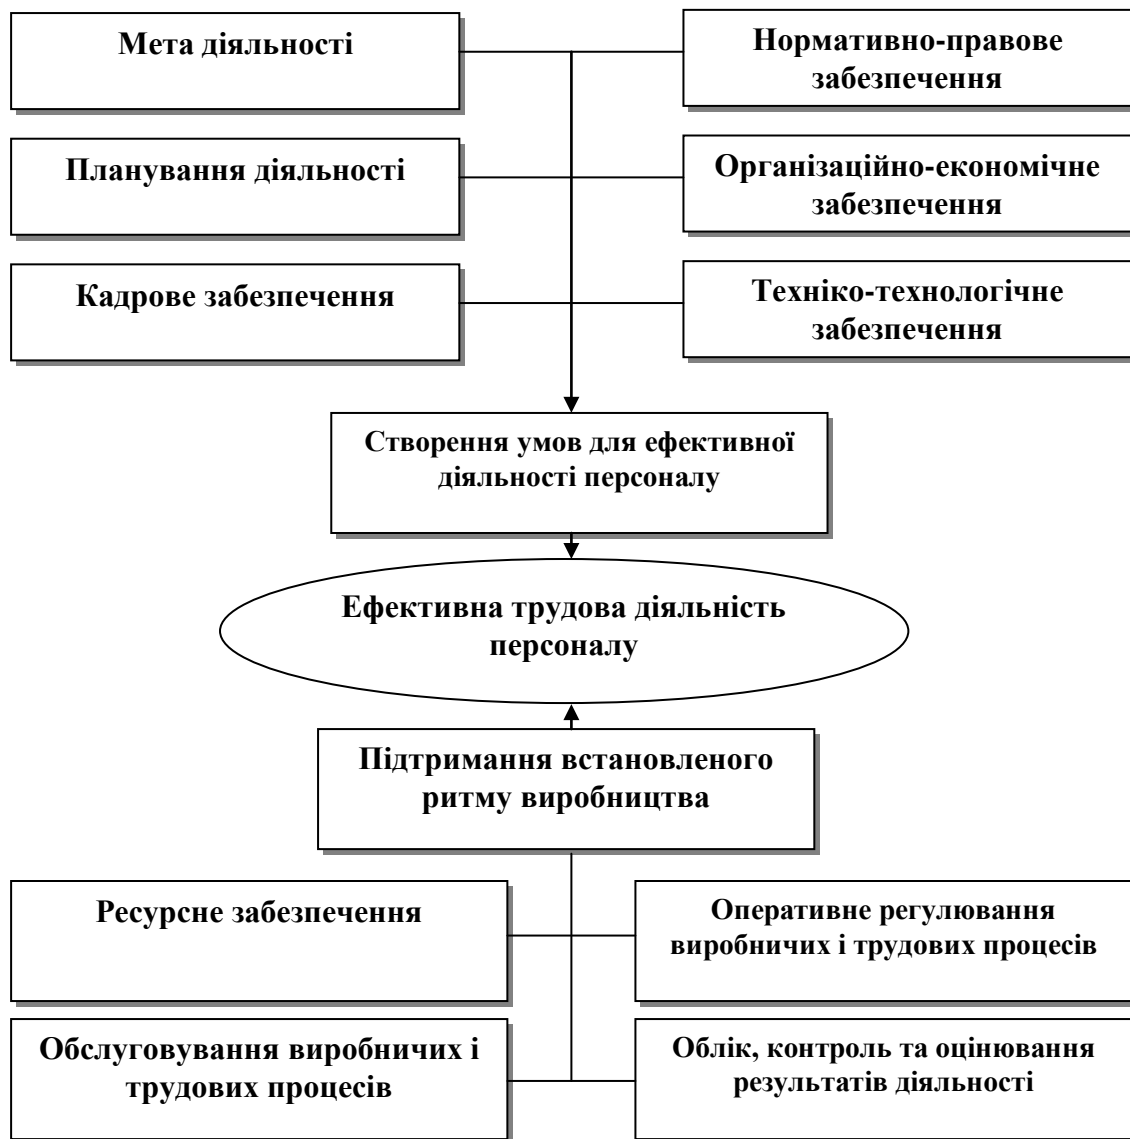 Мета діяльності
Нормативно-правове
забезпечення
Планування діяльності
Організаційно-економічне
забезпечення
Кадрове забезпечення
Техніко-технологічне
забезпечення
Створення умов для ефективної
діяльності персоналу
Ефективна трудова діяльність
персоналу
Підтримання встановленого
ритму виробництва
Ресурсне забезпечення
Оперативне регулювання
виробничих і трудових процесів
Обслуговування виробничих і
трудових процесів
Облік, контроль та оцінювання
результатів діяльності